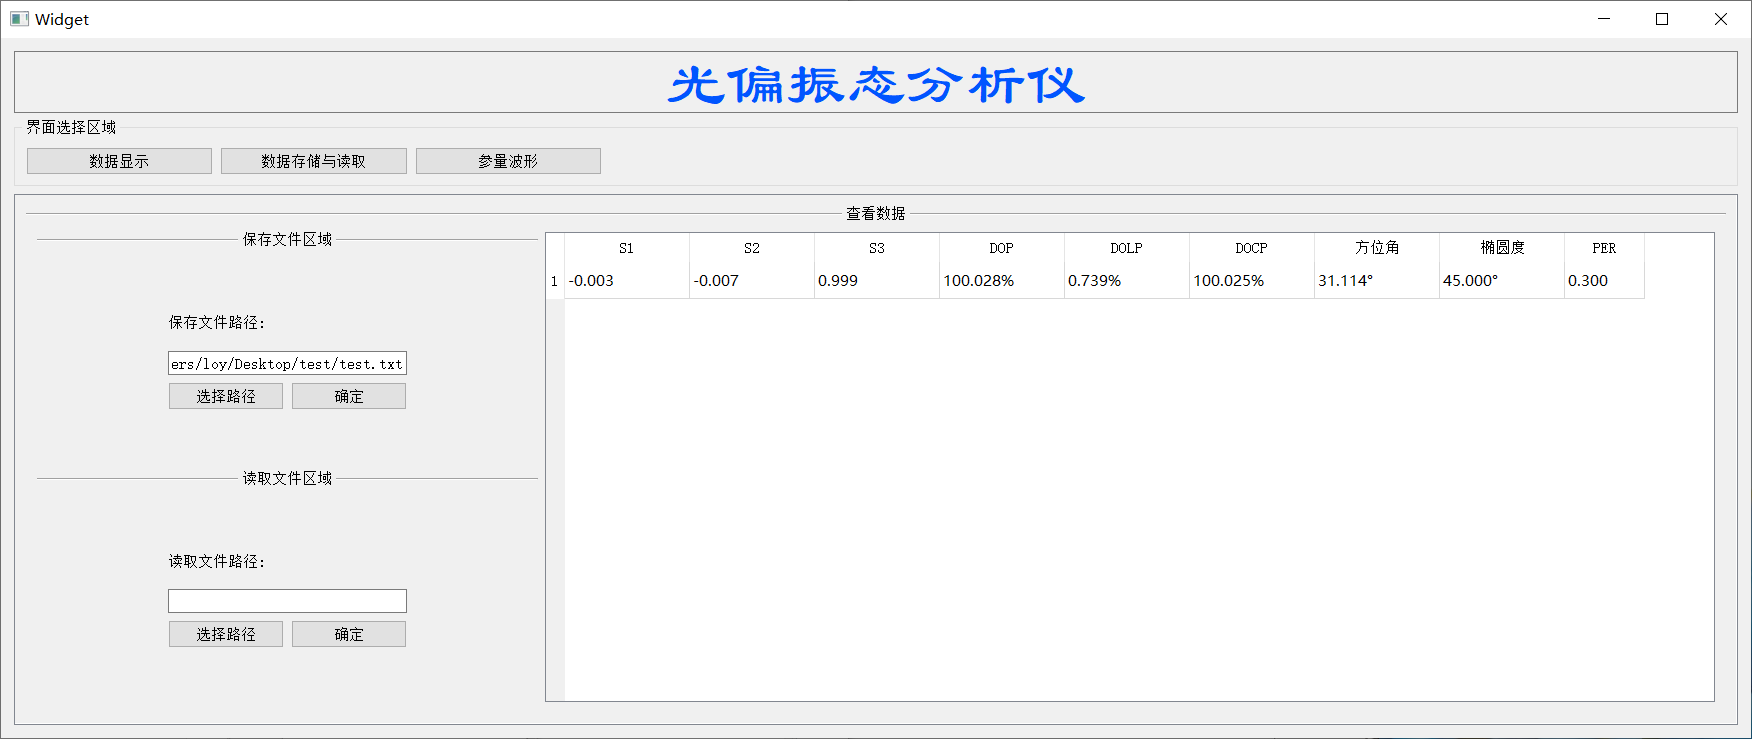 Widget
光偏振态分析仪
界面选择区域
数据显示 数据存储与读取 参量波形
查看数据
保存文件区域
保存文件路径:
ers/loy/Desktop/test/test.txt
选择路径 确定
读取文件区域
读取文件路径:
选择路径 确定
S1 S2 S3 DOP DOLP DOCP 方位角 椭圆度 PER
1 -0.003 -0.007 0.999 100.028% 0.739% 100.025% 31.114° 45.000° 0.300